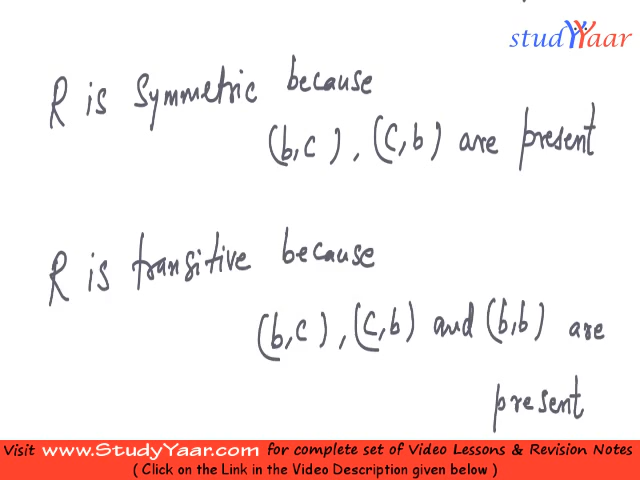 studYYaar
R is Symmetric because
(b,c), (C,b) are present
R is transitive because
(b,c), (C,b) and (b,b) are
present
Visit www.StudyYaar.com for complete set of Video Lessons & Revision Notes
( Click on the Link in the Video Description given below )